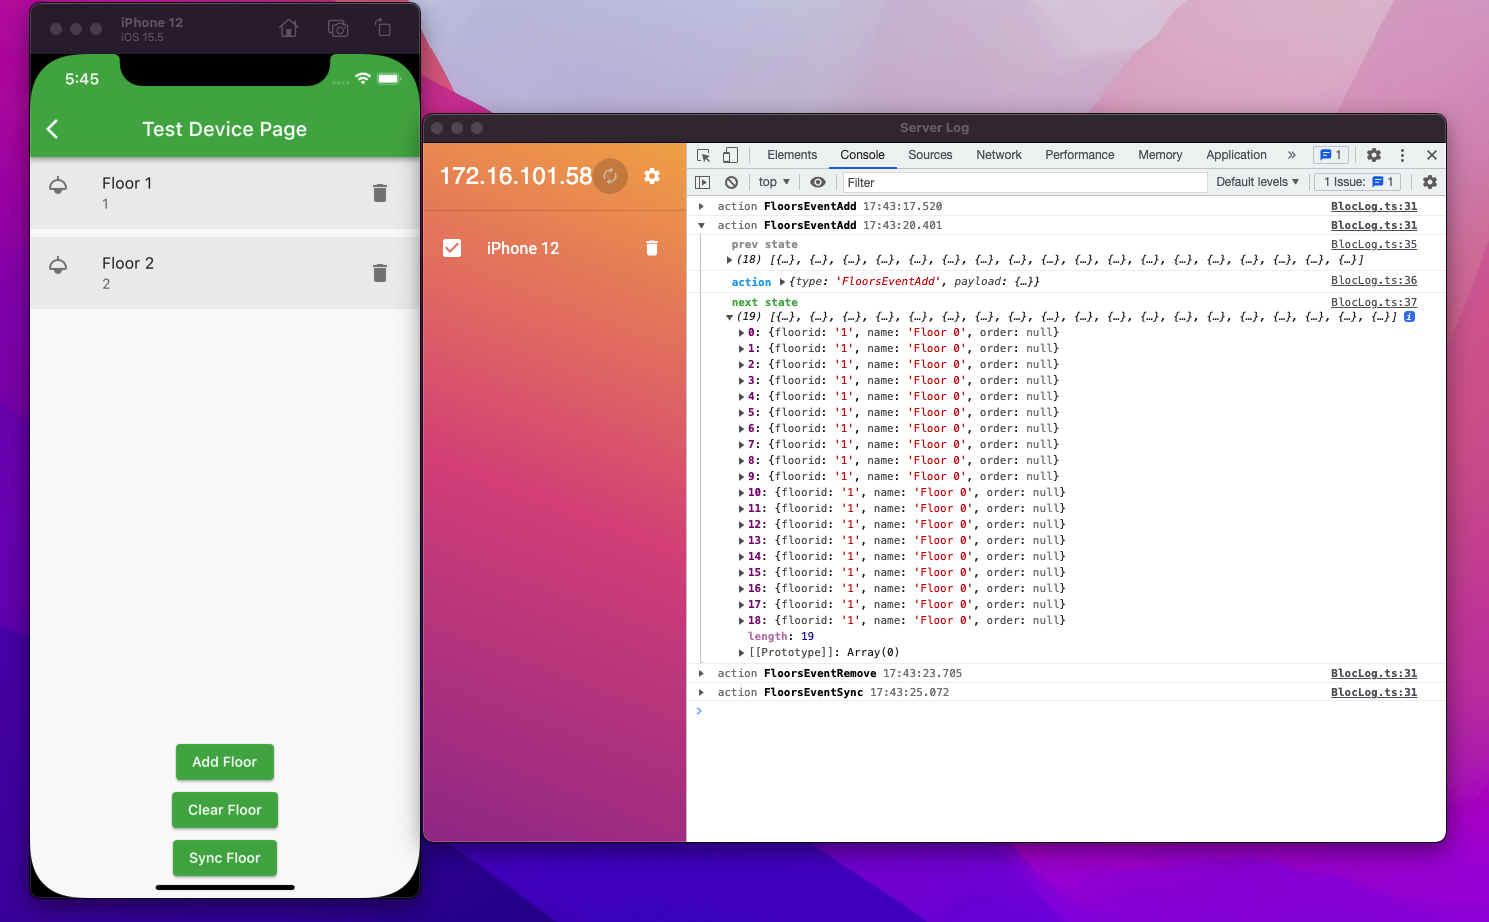 iPhone 12
iOS 15.5
5:45
Test Device Page
Floor 1
1
Floor 2
2
Add Floor
Clear Floor
Sync Floor
Server Log
172.16.101.58
iPhone 12
Elements Console Sources Network Performance Memory Application » 1
top Filter Default levels 1 Issue: 1
action FloorsEventAdd 17:43:17.520 BlocLog.ts:31
action FloorsEventAdd 17:43:20.401 BlocLog.ts:31
prev state BlocLog.ts:35
(18) [{…}, {…}, {…}, {…}, {…}, {…}, {…}, {…}, {…}, {…}, {…}, {…}, {…}, {…}, {…}, {…}, {…}, {…}]
action {type: 'FloorsEventAdd', payload: {…}} BlocLog.ts:36
next state BlocLog.ts:37
(19) [{…}, {…}, {…}, {…}, {…}, {…}, {…}, {…}, {…}, {…}, {…}, {…}, {…}, {…}, {…}, {…}, {…}, {…}, {…}] i
0: {floorid: '1', name: 'Floor 0', order: null}
1: {floorid: '1', name: 'Floor 0', order: null}
2: {floorid: '1', name: 'Floor 0', order: null}
3: {floorid: '1', name: 'Floor 0', order: null}
4: {floorid: '1', name: 'Floor 0', order: null}
5: {floorid: '1', name: 'Floor 0', order: null}
6: {floorid: '1', name: 'Floor 0', order: null}
7: {floorid: '1', name: 'Floor 0', order: null}
8: {floorid: '1', name: 'Floor 0', order: null}
9: {floorid: '1', name: 'Floor 0', order: null}
10: {floorid: '1', name: 'Floor 0', order: null}
11: {floorid: '1', name: 'Floor 0', order: null}
12: {floorid: '1', name: 'Floor 0', order: null}
13: {floorid: '1', name: 'Floor 0', order: null}
14: {floorid: '1', name: 'Floor 0', order: null}
15: {floorid: '1', name: 'Floor 0', order: null}
16: {floorid: '1', name: 'Floor 0', order: null}
17: {floorid: '1', name: 'Floor 0', order: null}
18: {floorid: '1', name: 'Floor 0', order: null}
length: 19
[[Prototype]]: Array(0)
action FloorsEventRemove 17:43:23.705 BlocLog.ts:31
action FloorsEventSync 17:43:25.072 BlocLog.ts:31